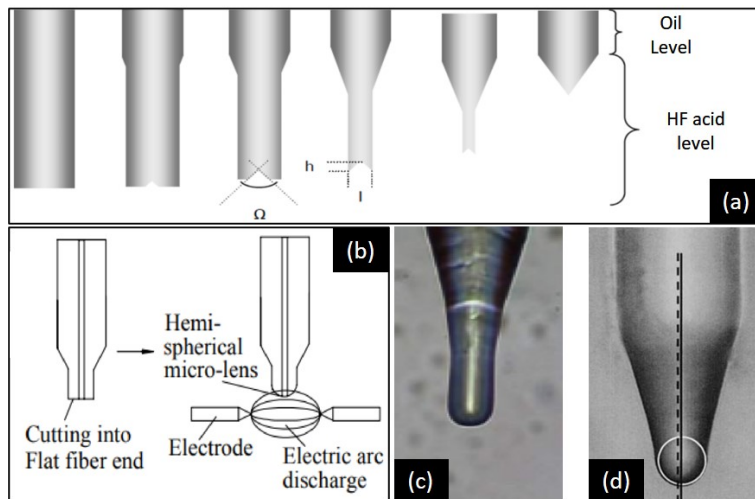 Oil
Level
HF acid
level
h
l
Ω
(a)
(b)
Hemi-
spherical
micro-lens
Cutting into
Flat fiber end
Electrode
Electric arc
discharge
(c)
(d)